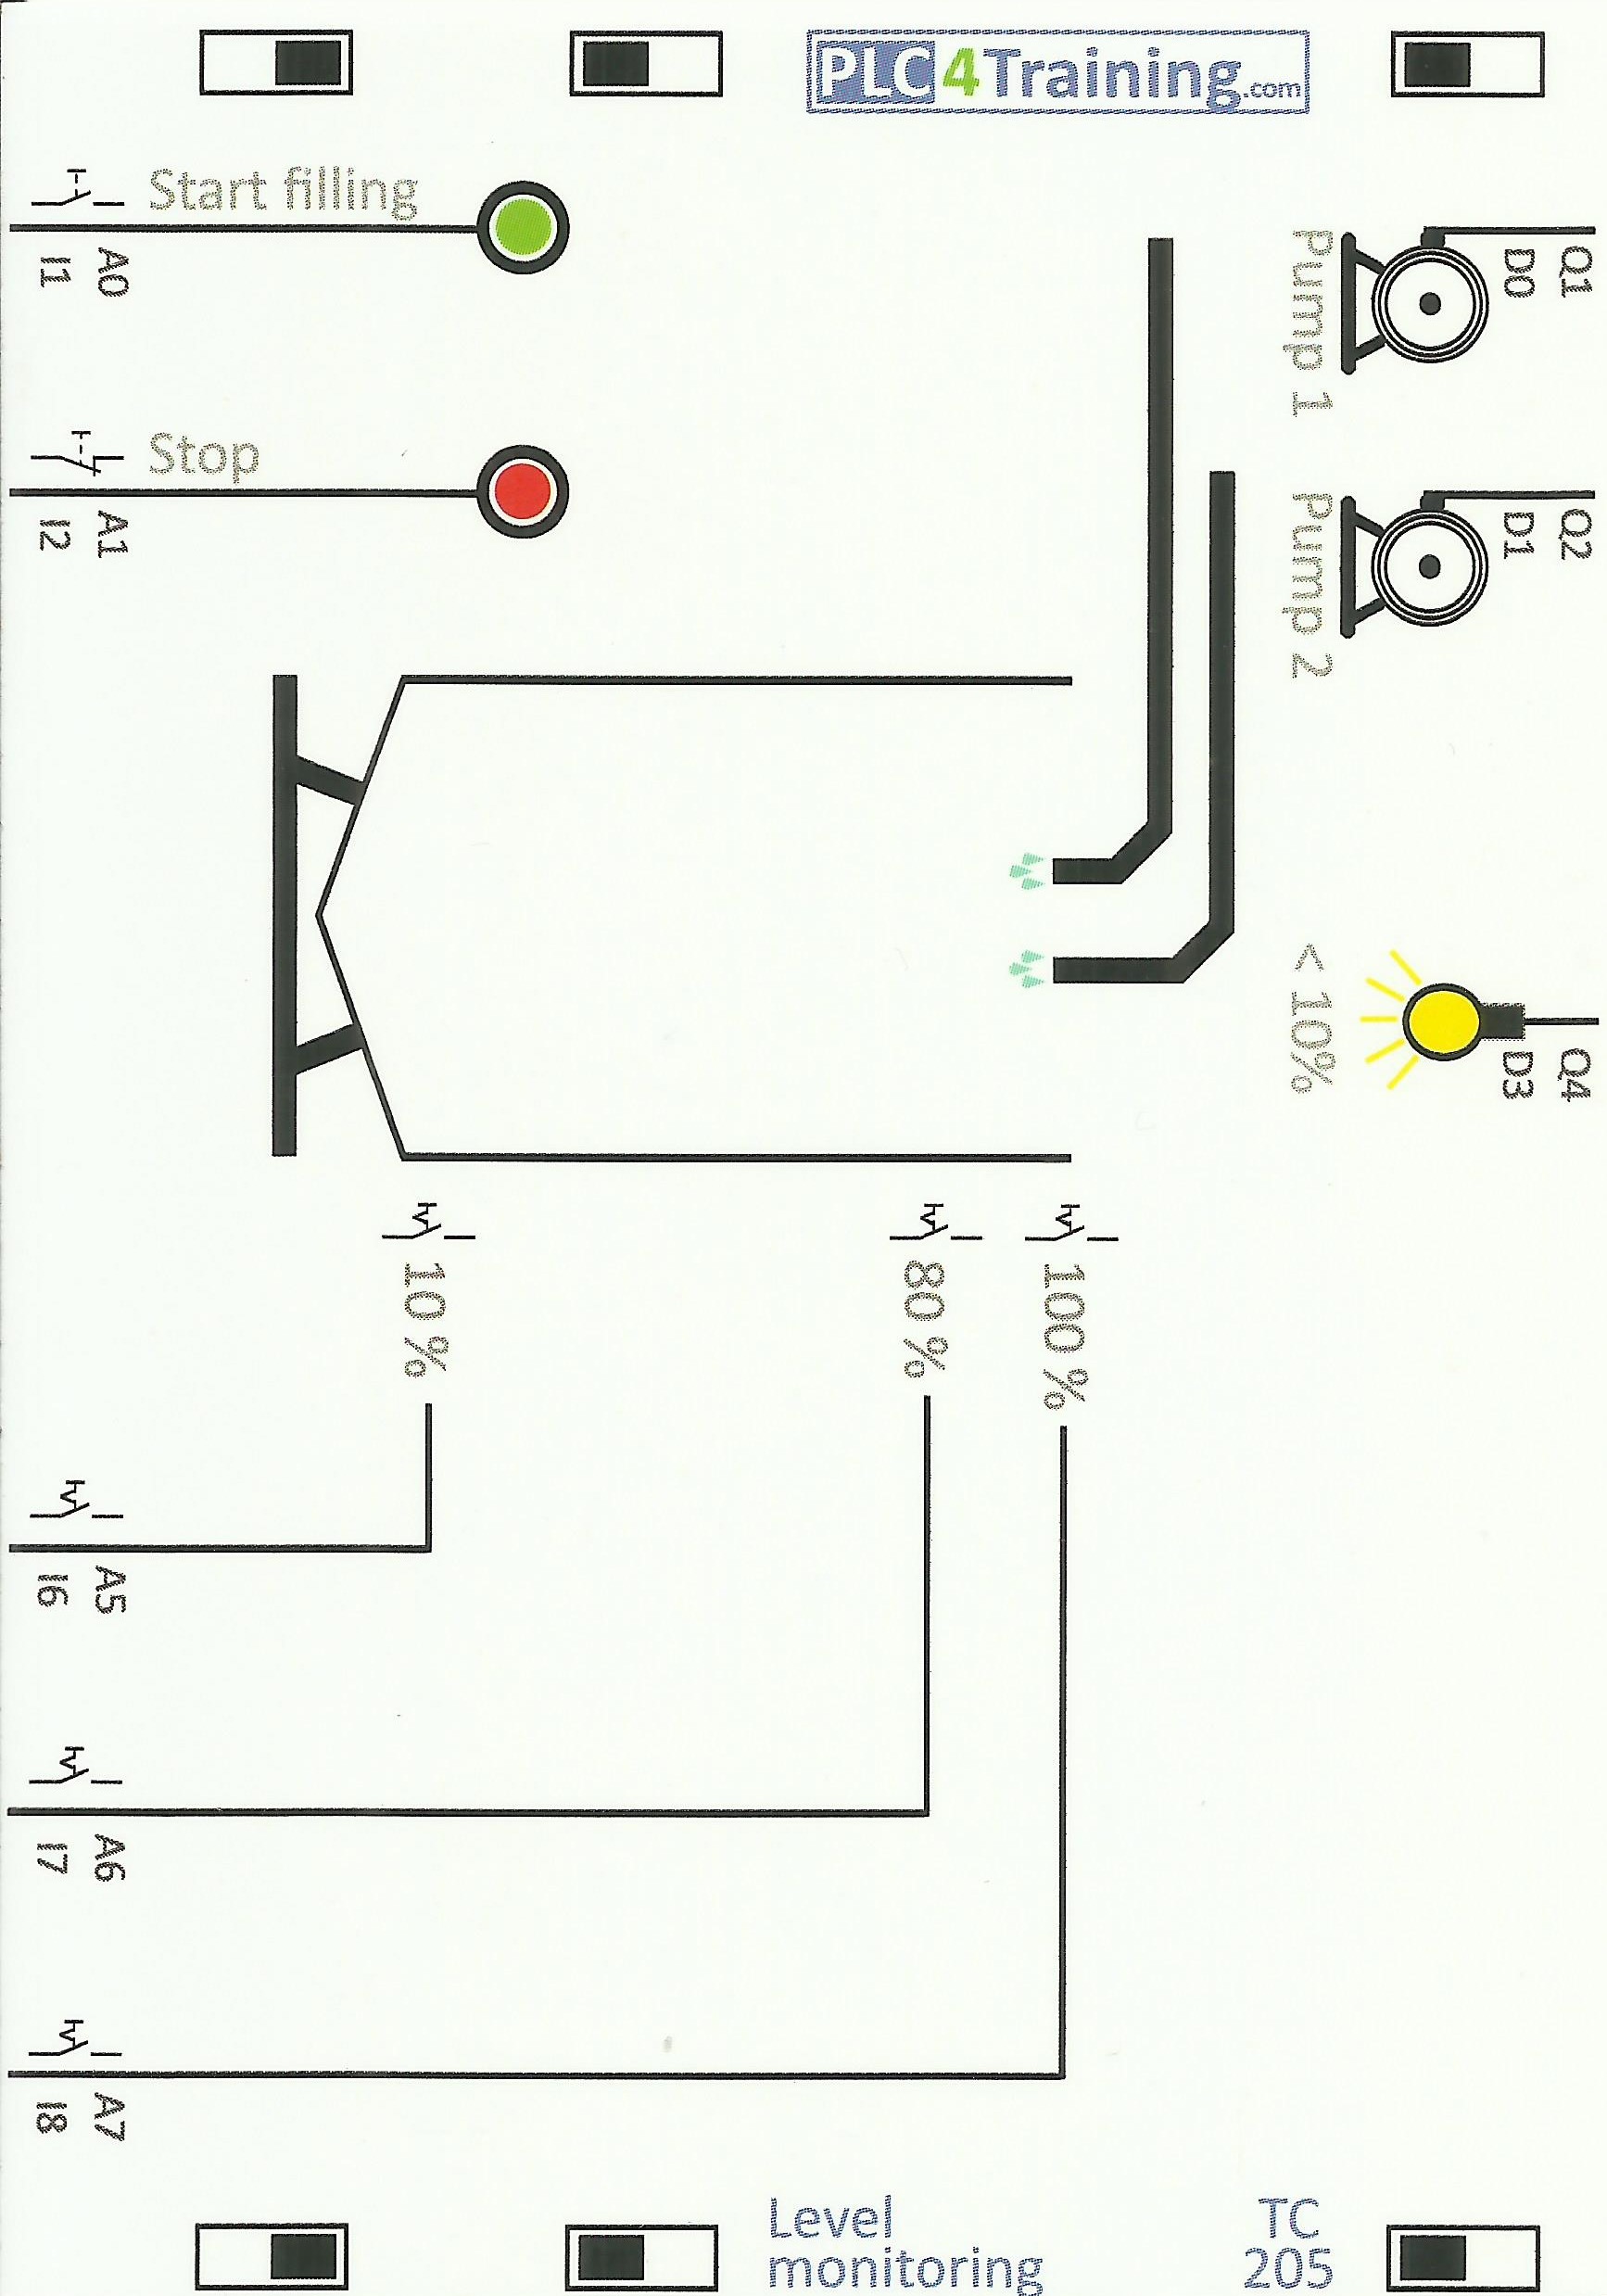 Q1
D0
Q2
D1
Q4
D3
Pump 1
Pump 2
< 10%
PLC4Training.com
TC
205
100 %
80 %
Level
monitoring
10 %
Start filling
Stop
A0
I1
A1
I2
A5
I6
A6
I7
A7
I8